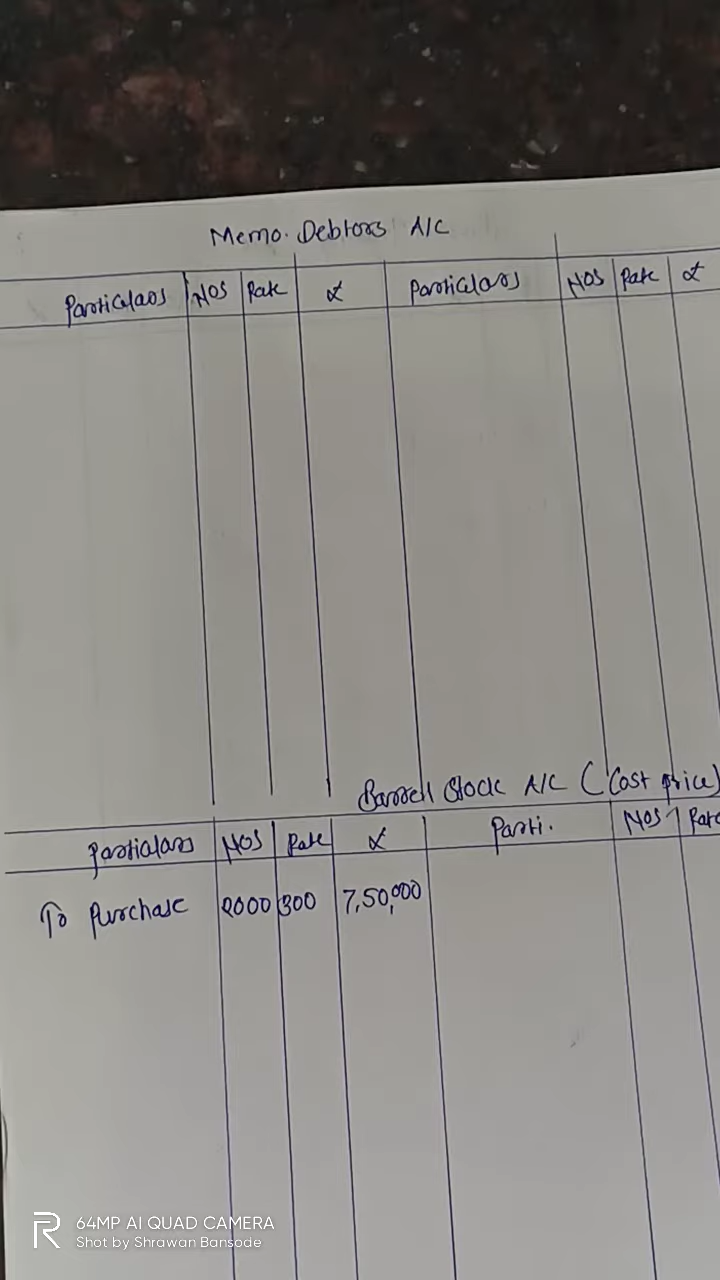 Memo. Debtors A/C
Particulars NOS Rate ₹ Particulars NOS Rate ₹
Barrell Stock A/C (Cost price)
Particulars NOS Rate ₹ Parti. NOS Rate
To Purchase 2000 300 7,50,000
64MP AI QUAD CAMERA
Shot by Shrawan Bansode